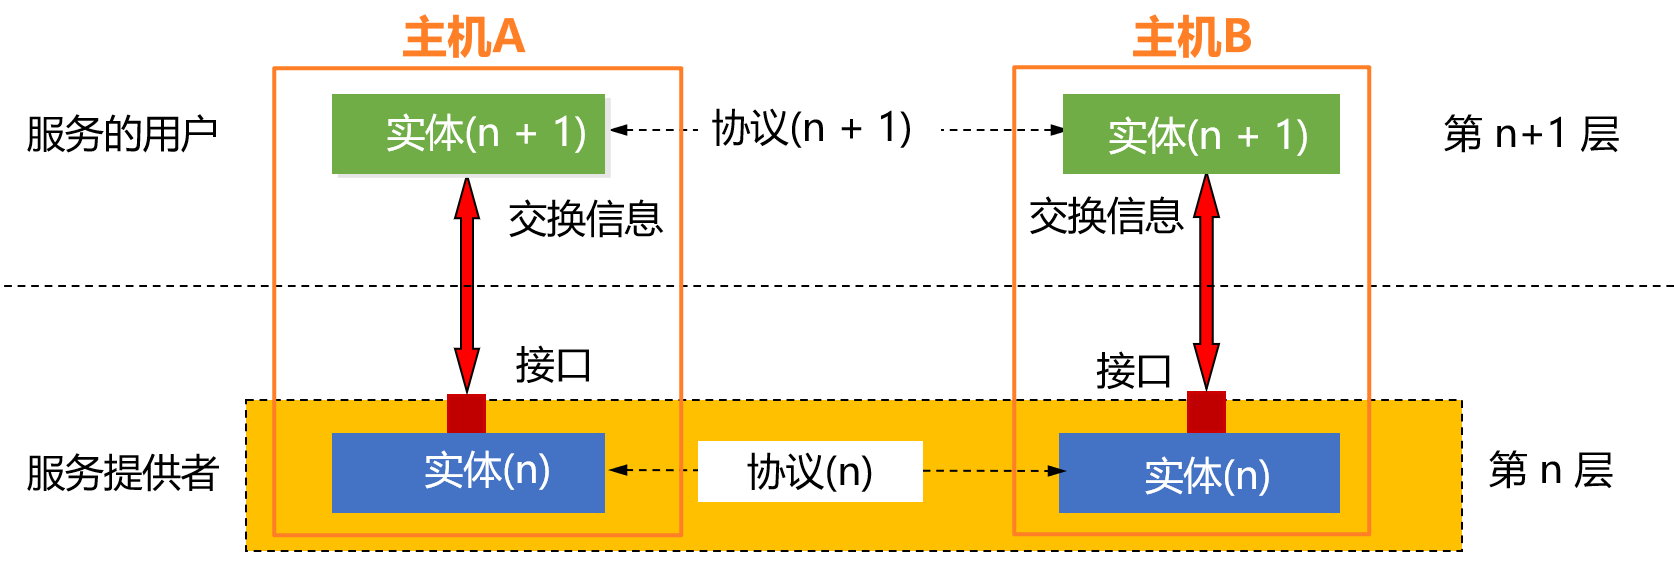 主机A
主机B
服务的用户
实体(n + 1)
协议(n + 1)
实体(n + 1)
第 n+1 层
交换信息
交换信息
接口
接口
服务提供者
实体(n)
协议(n)
实体(n)
第 n 层